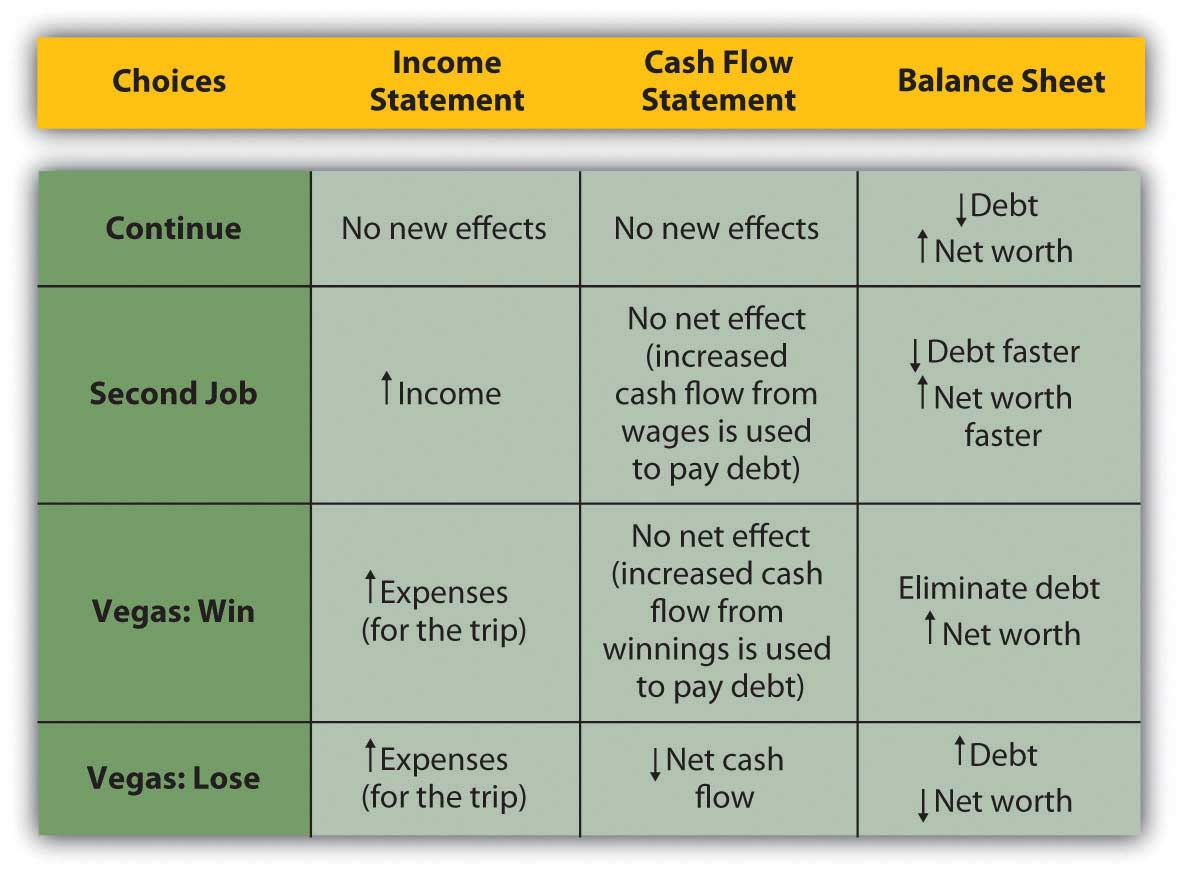 Choices
Income
Statement
Cash Flow
Statement
Balance Sheet
Continue
No new effects
No new effects
↓Debt
↑Net worth
Second Job
↑Income
No net effect
(increased
cash flow from
wages is used
to pay debt)
↓Debt faster
↑Net worth
faster
Vegas: Win
↑Expenses
(for the trip)
No net effect
(increased cash
flow from
winnings is used
to pay debt)
Eliminate debt
↑Net worth
Vegas: Lose
↑Expenses
(for the trip)
↓Net cash
flow
↑Debt
↓Net worth